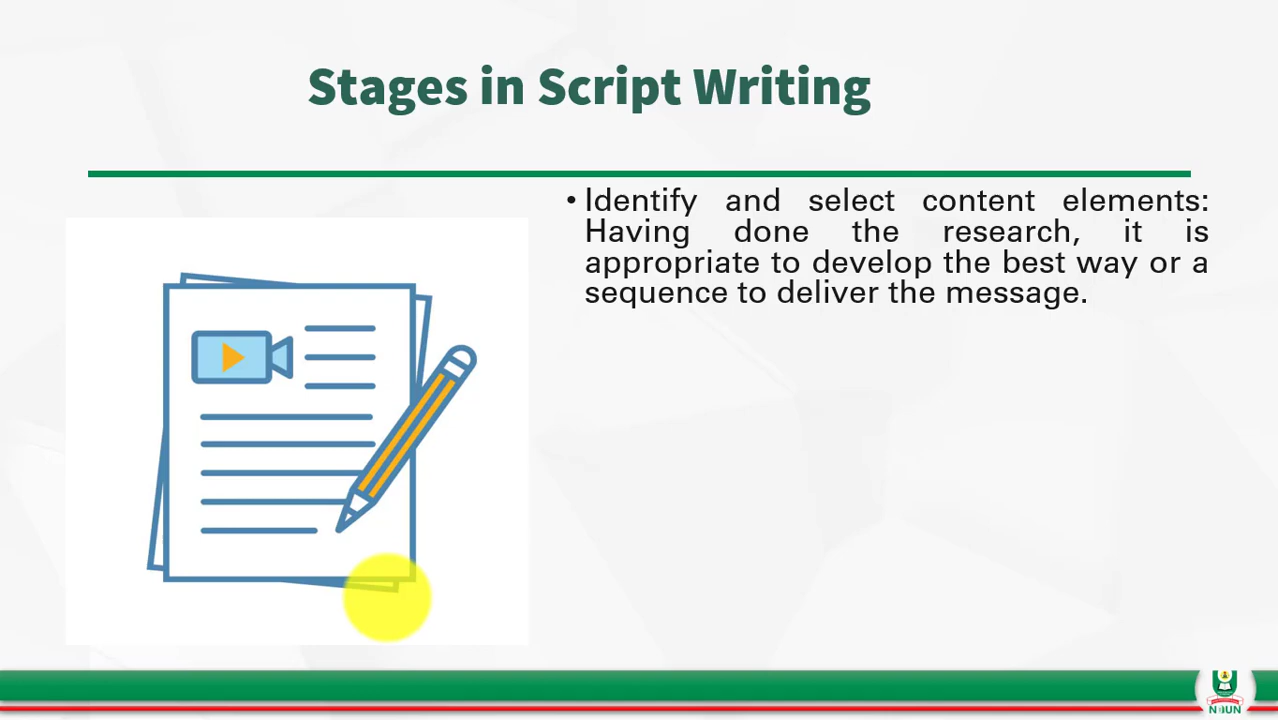 Stages in Script Writing
• Identify and select content elements:
Having done the research, it is
appropriate to develop the best way or a
sequence to deliver the message.
NOUN